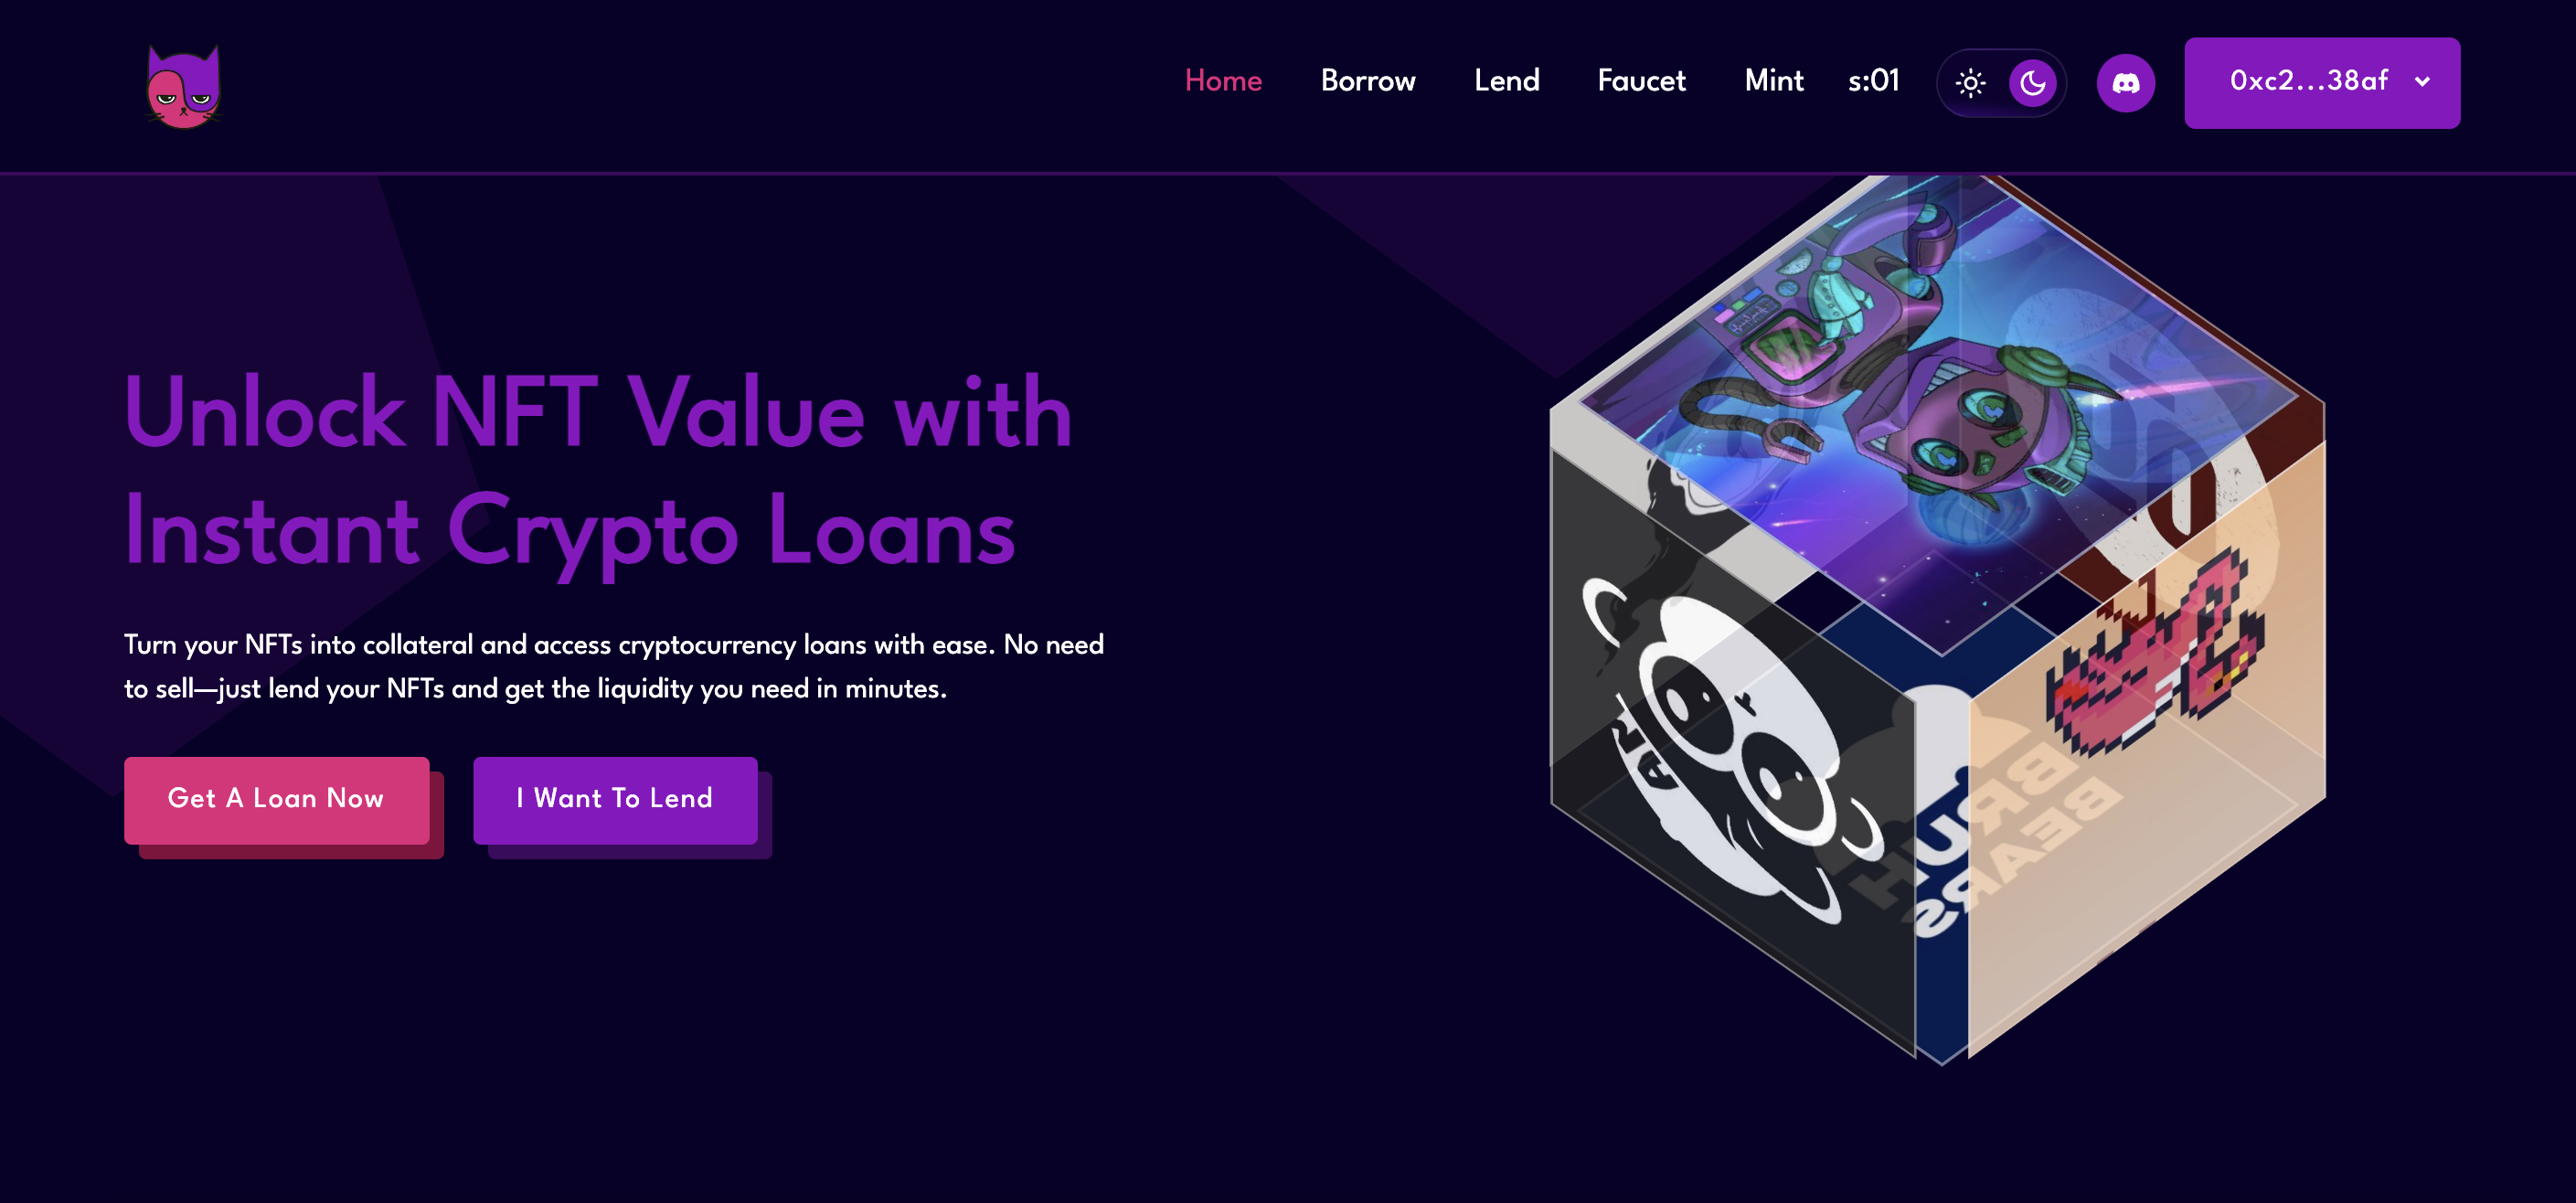 Home Borrow Lend Faucet Mint s:01 0xc2...38af
Unlock NFT Value with
Instant Crypto Loans
Turn your NFTs into collateral and access cryptocurrency loans with ease. No need
to sell—just lend your NFTs and get the liquidity you need in minutes.
Get A Loan Now I Want To Lend
BRUH
BEARS